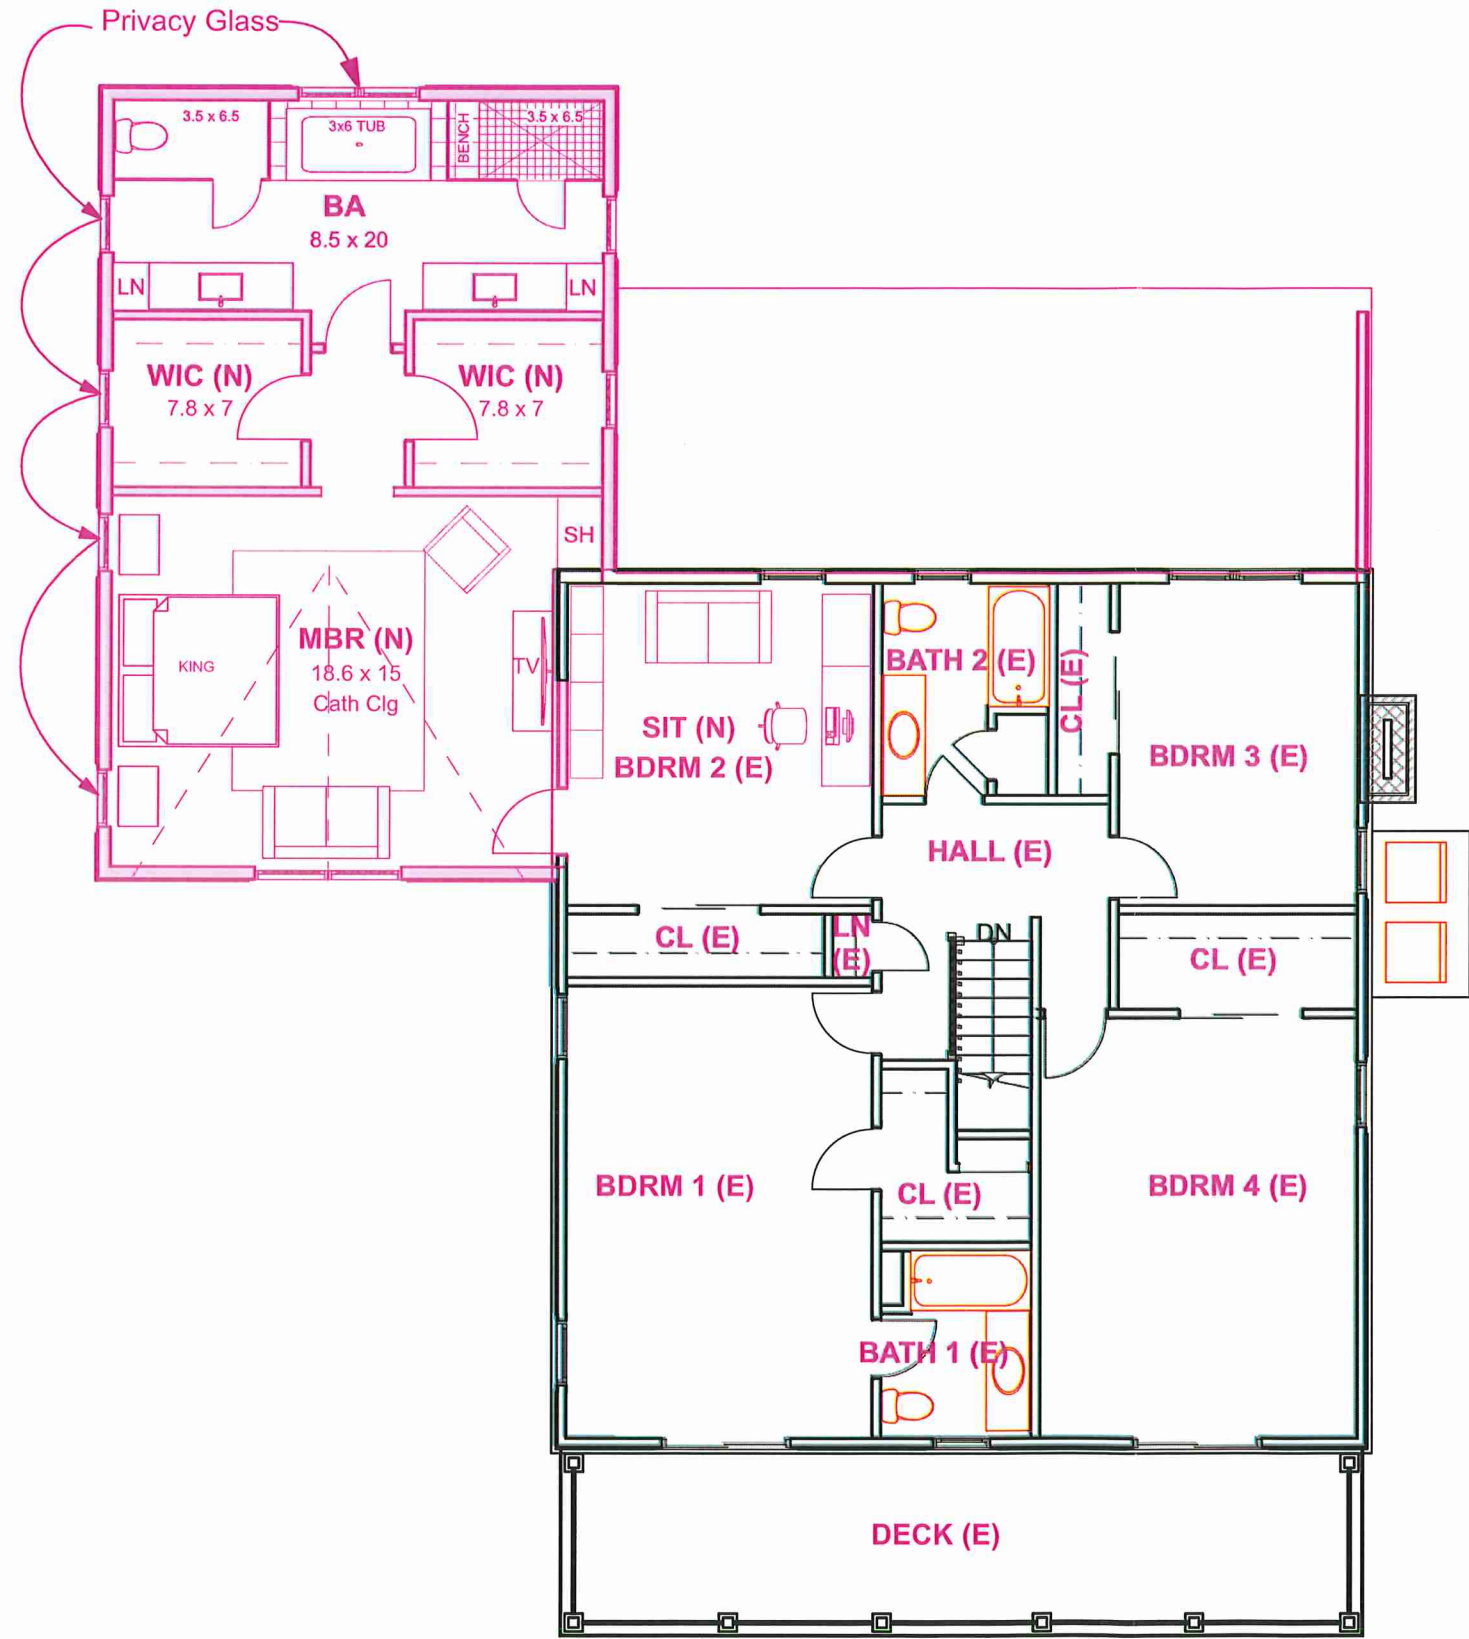 Privacy Glass
3.5 x 6.5
3x6 TUB
BENCH
3.5 x 6.5
BA
8.5 x 20
LN
LN
WIC (N)
7.8 x 7
WIC (N)
7.8 x 7
SH
KING
MBR (N)
18.6 x 15
Cath Clg
TV
SIT (N)
BDRM 2 (E)
BATH 2 (E)
CL (E)
BDRM 3 (E)
HALL (E)
CL (E)
LN
(E)
DN
CL (E)
BDRM 1 (E)
CL (E)
BDRM 4 (E)
BATH 1 (E)
DECK (E)